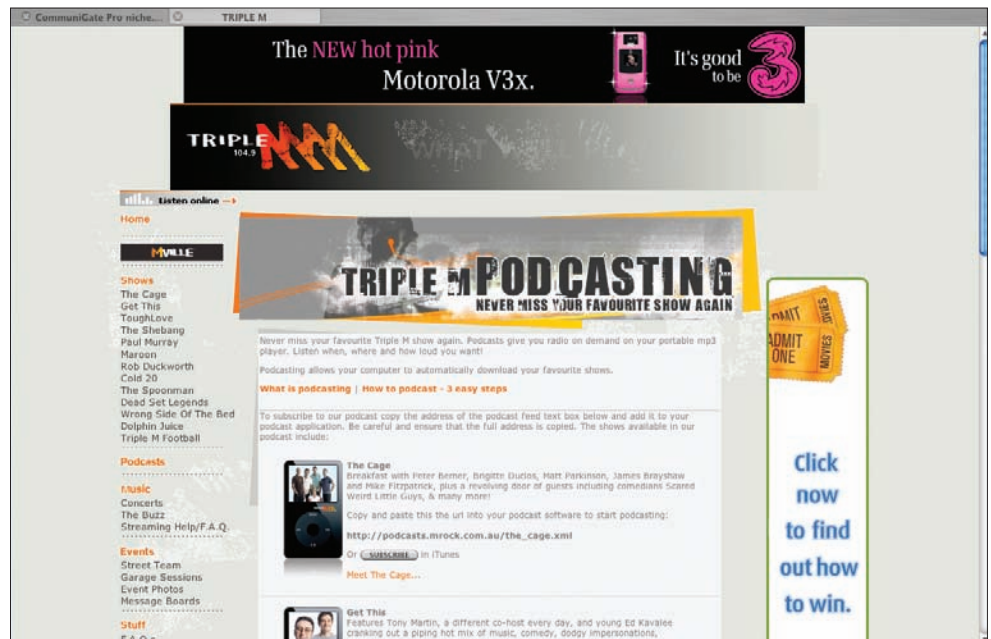 CommuniGate Pro niche....
TRIPLE M
The NEW hot pink
Motorola V3x.
It's good
to be
3
TRIPLE
104.9
MMM
Listen online
Home
MVILLE
Shows
The Cage
Get This
ToughLove
The Shebang
Paul Murray
Maroon
Rob Duckworth
Cold 20
The Spoonman
Dead Set Legends
Wrong Side Of The Bed
Dolphin Juice
Triple M Football
Podcasts
Music
Concerts
The Buzz
Streaming Help/F.A.Q.
Events
Street Team
Garage Sessions
Event Photos
Message Boards
Stuff
F.A.Q.s
TRIPLE M PODCASTING
NEVER MISS YOUR FAVOURITE SHOW AGAIN
Never miss your favourite Triple M show again. Podcasts give you radio on demand on your portable mp3
player. Listen when, where and how loud you want!
Podcasting allows your computer to automatically download your favourite shows.
What is podcasting | How to podcast - 3 easy steps
To subscribe to our podcast copy the address of the podcast feed text box below and add it to your
podcast application. Be careful and ensure that the full address is copied. The shows available in our
podcast include:
The Cage
Breakfast with Peter Berner, Brigitte Duclos, Matt Parkinson, James Brayshaw
and Mike Fitzpatrick, plus a revolving door of guests including comedians Scared
Weird Little Guys, & many more!
Copy and paste this the url into your podcast software to start podcasting:
http://podcasts.mrock.com.au/the_cage.xml
Or SUBSCRIBE in iTunes
Meet The Cage...
Get This
Features Tony Martin, a different co-host every day, and young Ed Kavalee
cranking out a piping hot mix of music, comedy, dodgy impersonations,
ADMIT
ONE
MOVIES
Click
now
to find
out how
to win.